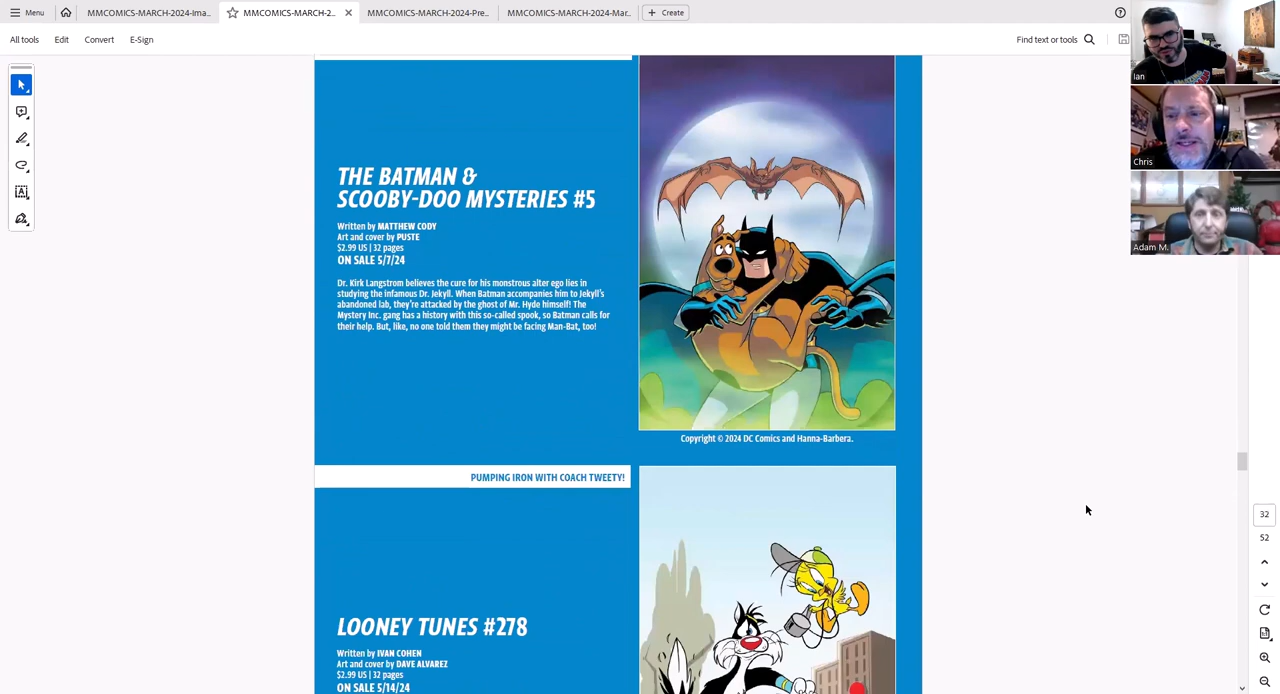 Menu
MMCOMICS-MARCH-2024-Ima...
MMCOMICS-MARCH-2...
MMCOMICS-MARCH-2024-Pre...
MMCOMICS-MARCH-2024-Mar...
Create
All tools
Edit
Convert
E-Sign
Find text or tools
Ian
Chris
Adam M.
THE BATMAN &
SCOOBY-DOO MYSTERIES #5
Written by MATTHEW CODY
Art and cover by PUSTE
$2.99 US | 32 pages
ON SALE 5/7/24
Dr. Kirk Langstrom believes the cure for his monstrous alter ego lies in
studying the infamous Dr. Jekyll. When Batman accompanies him to Jekyll's
abandoned lab, they're attacked by the ghost of Mr. Hyde himself! The
Mystery Inc. gang has a history with this so-called spook, so Batman calls for
their help. But, like, no one told them they might be facing Man-Bat, too!
Copyright © 2024 DC Comics and Hanna-Barbera.
PUMPING IRON WITH COACH TWEETY!
LOONEY TUNES #278
Written by IVAN COHEN
Art and cover by DAVE ALVAREZ
$2.99 US | 32 pages
ON SALE 5/14/24
32
52